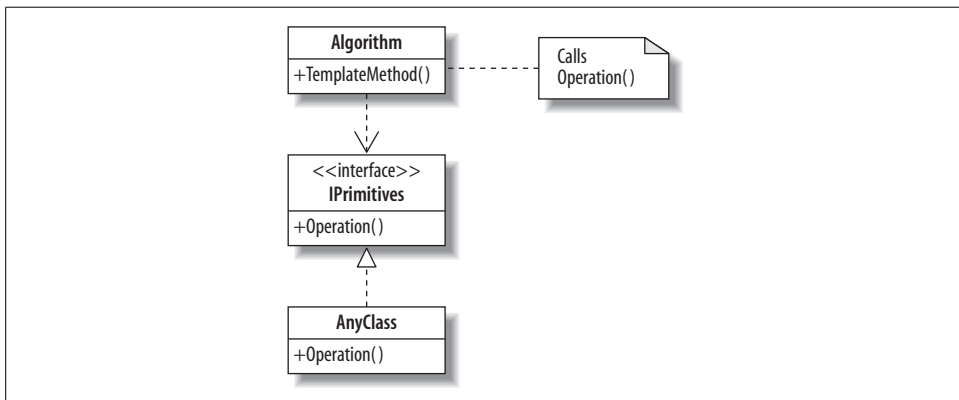 Algorithm
+TemplateMethod()
Calls
Operation()
<<interface>>
IPrimitives
+Operation()
AnyClass
+Operation()